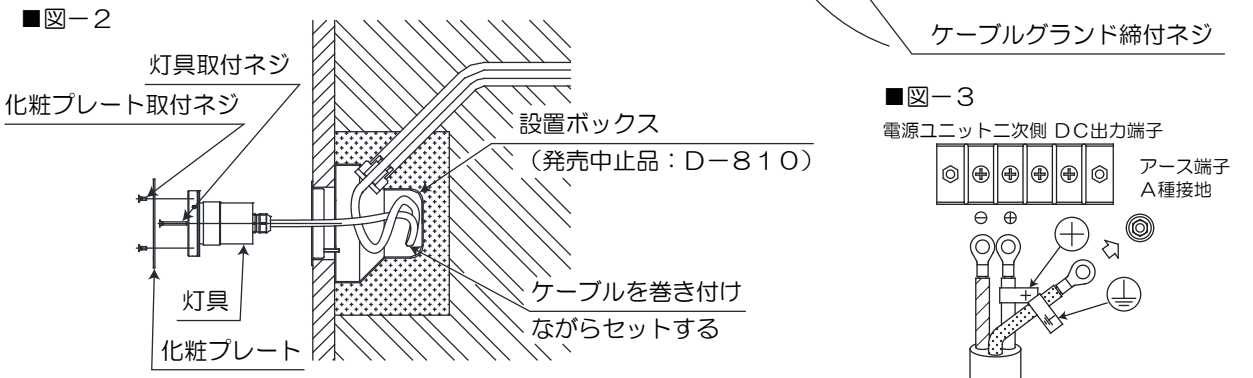 ■図－2
灯具取付ネジ
化粧プレート取付ネジ
設置ボックス
（発売中止品：D－810）
灯具
化粧プレート
ケーブルを巻き付け
ながらセットする
ケーブルグランド締付ネジ
■図－3
電源ユニット二次側 DC出力端子
アース端子
A種接地
⊖ ⊕
＋
+